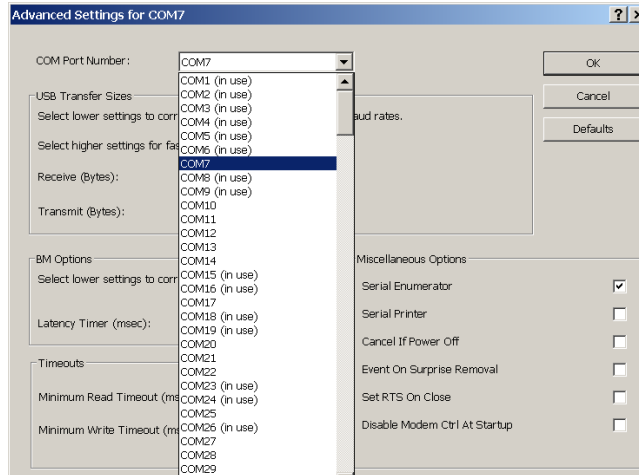 Advanced Settings for COM7
COM Port Number:
COM7
OK
Cancel
Defaults
COM1 (in use)
COM2 (in use)
COM3 (in use)
COM4 (in use)
COM5 (in use)
COM6 (in use)
COM7
COM8 (in use)
COM9 (in use)
COM10
COM11
COM12
COM13
COM14
COM15 (in use)
COM16 (in use)
COM17
COM18 (in use)
COM19 (in use)
COM20
COM21
COM22
COM23 (in use)
COM24 (in use)
COM25
COM26 (in use)
COM27
COM28
COM29
USB Transfer Sizes
Select lower settings to corr
aud rates.
Select higher settings for fas
Receive (Bytes):
Transmit (Bytes):
BM Options
Select lower settings to corr
Latency Timer (msec):
Timeouts
Minimum Read Timeout (ms
Minimum Write Timeout (ms
Miscellaneous Options
Serial Enumerator
Serial Printer
Cancel If Power Off
Event On Surprise Removal
Set RTS On Close
Disable Modem Ctrl At Startup